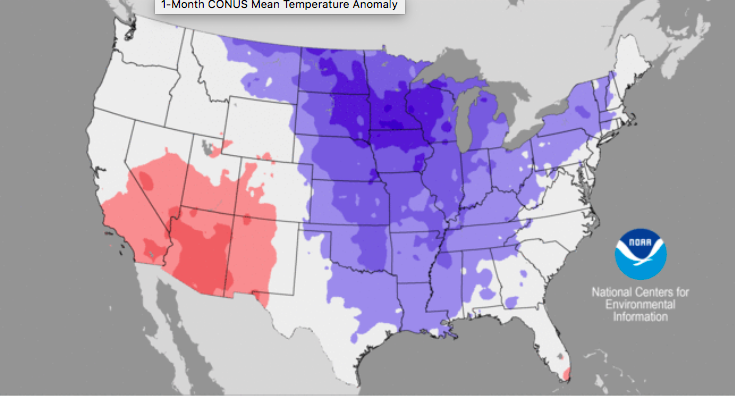 1-Month CONUS Mean Temperature Anomaly
NOAA
National Centers for
Environmental
Information